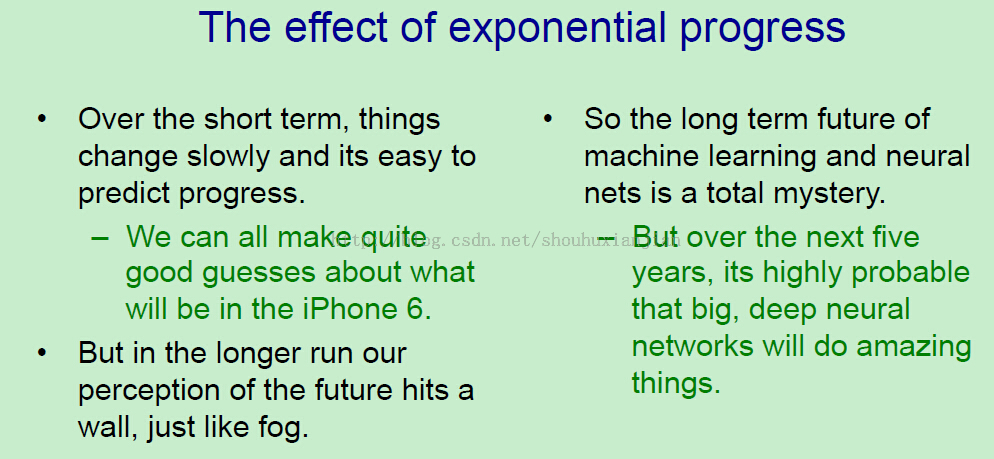 The effect of exponential progress
• Over the short term, things
change slowly and its easy to
predict progress.
– We can all make quite
good guesses about what
will be in the iPhone 6.
• But in the longer run our
perception of the future hits a
wall, just like fog.
• So the long term future of
machine learning and neural
nets is a total mystery.
– But over the next five
years, its highly probable
that big, deep neural
networks will do amazing
things.
http://blog.csdn.net/shouhuxianjian